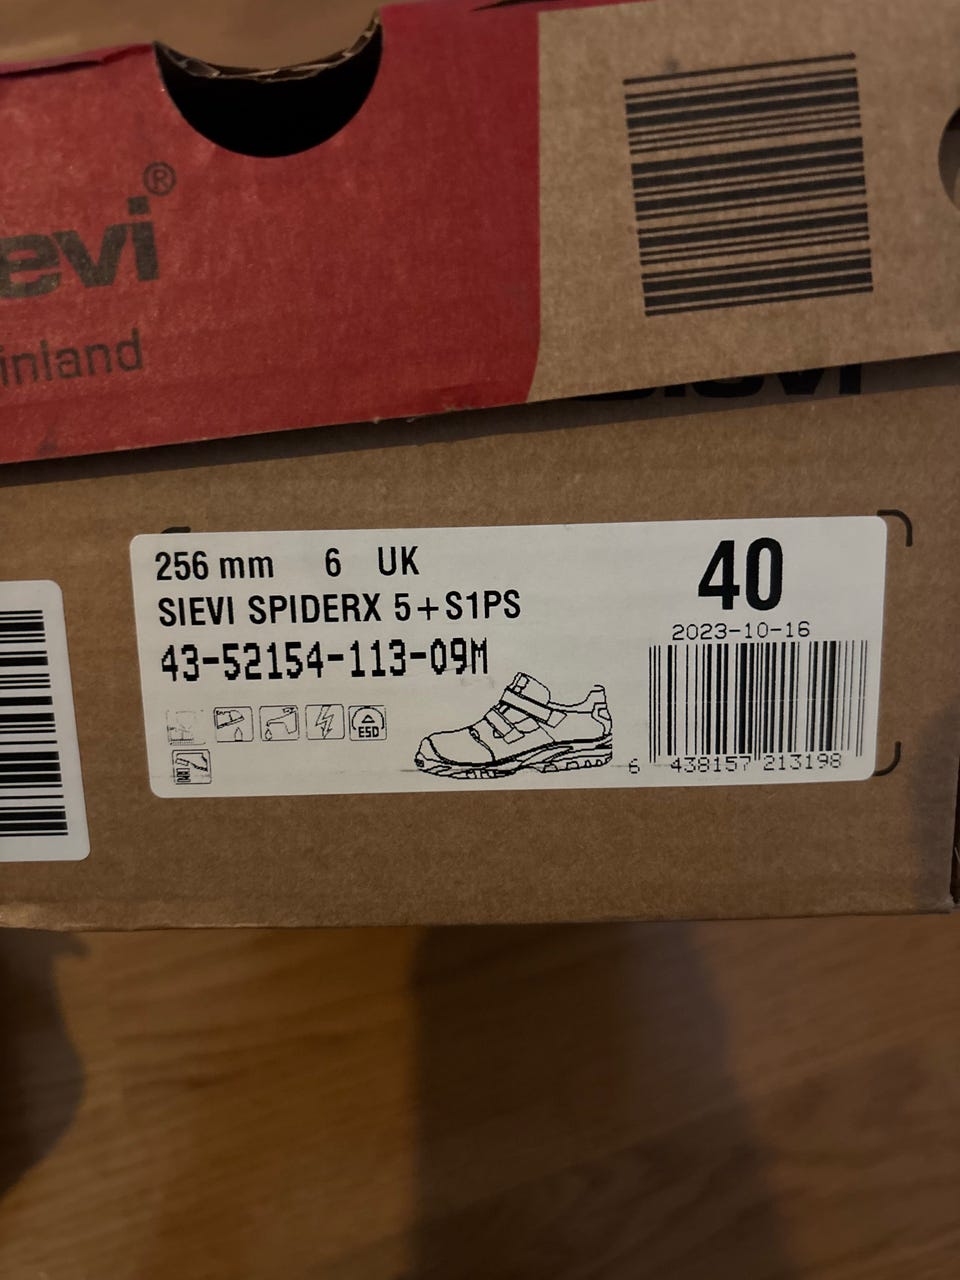 evi®
inland
256 mm 6 UK
SIEVI SPIDERX 5+S1PS
43-52154-113-09M
40
2023-10-16
ESD
6 438157 213198